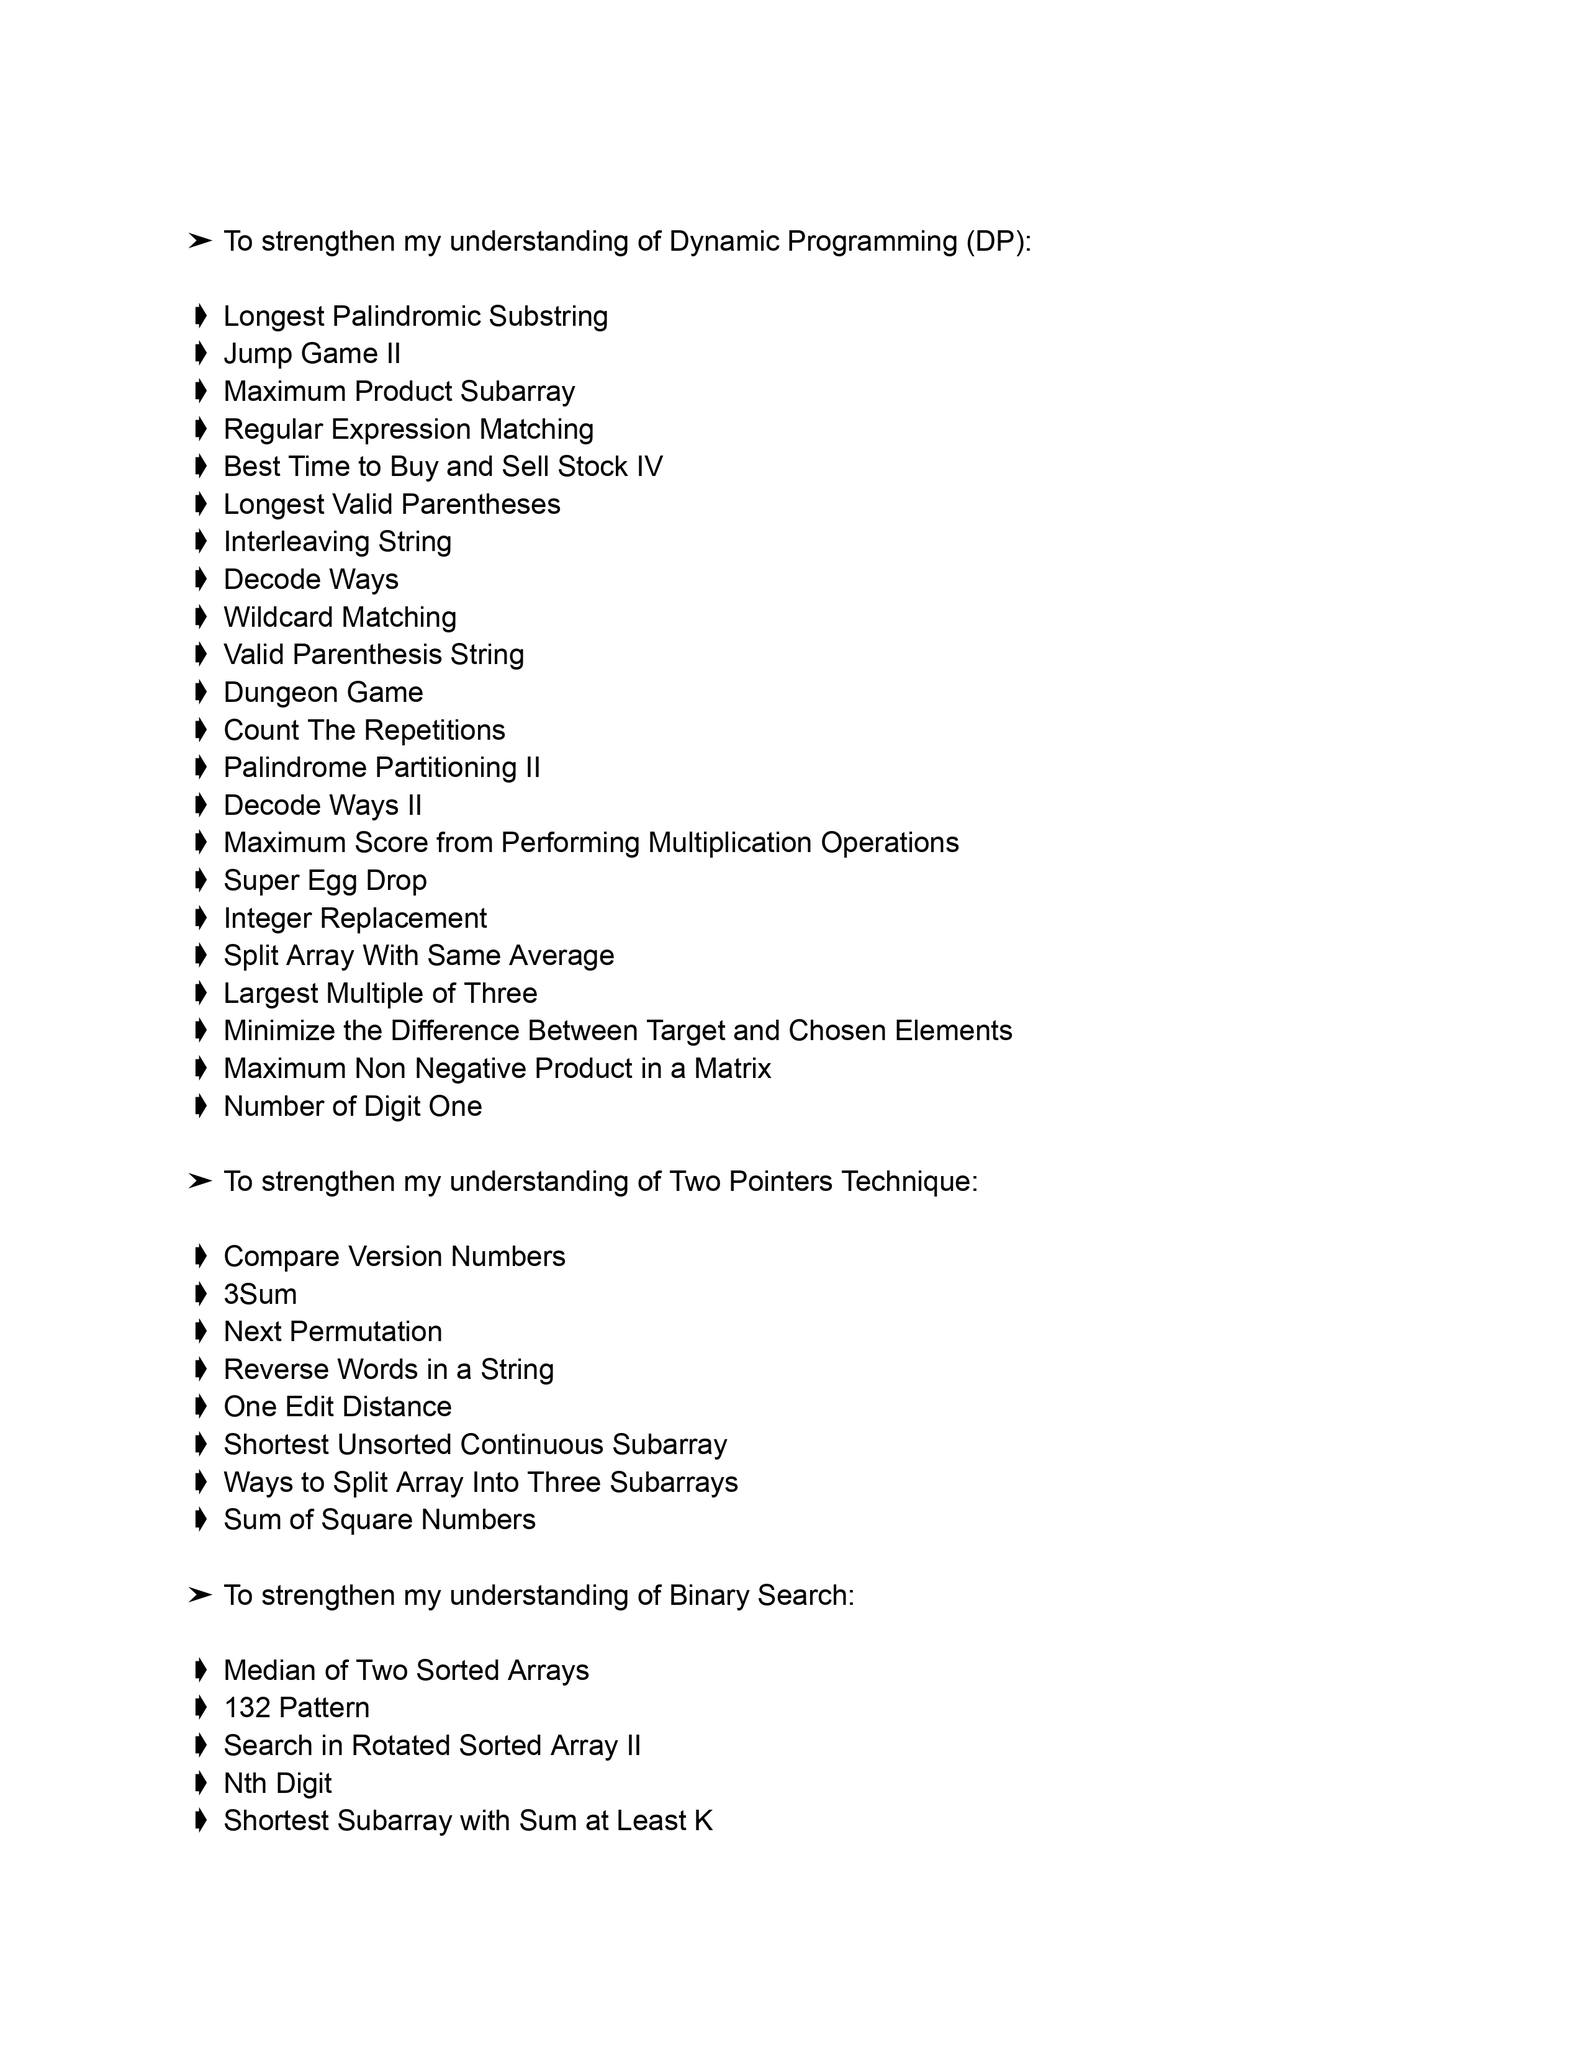 ➢ To strengthen my understanding of Dynamic Programming (DP):
➧ Longest Palindromic Substring
➧ Jump Game II
➧ Maximum Product Subarray
➧ Regular Expression Matching
➧ Best Time to Buy and Sell Stock IV
➧ Longest Valid Parentheses
➧ Interleaving String
➧ Decode Ways
➧ Wildcard Matching
➧ Valid Parenthesis String
➧ Dungeon Game
➧ Count The Repetitions
➧ Palindrome Partitioning II
➧ Decode Ways II
➧ Maximum Score from Performing Multiplication Operations
➧ Super Egg Drop
➧ Integer Replacement
➧ Split Array With Same Average
➧ Largest Multiple of Three
➧ Minimize the Difference Between Target and Chosen Elements
➧ Maximum Non Negative Product in a Matrix
➧ Number of Digit One
➢ To strengthen my understanding of Two Pointers Technique:
➧ Compare Version Numbers
➧ 3Sum
➧ Next Permutation
➧ Reverse Words in a String
➧ One Edit Distance
➧ Shortest Unsorted Continuous Subarray
➧ Ways to Split Array Into Three Subarrays
➧ Sum of Square Numbers
➢ To strengthen my understanding of Binary Search:
➧ Median of Two Sorted Arrays
➧ 132 Pattern
➧ Search in Rotated Sorted Array II
➧ Nth Digit
➧ Shortest Subarray with Sum at Least K